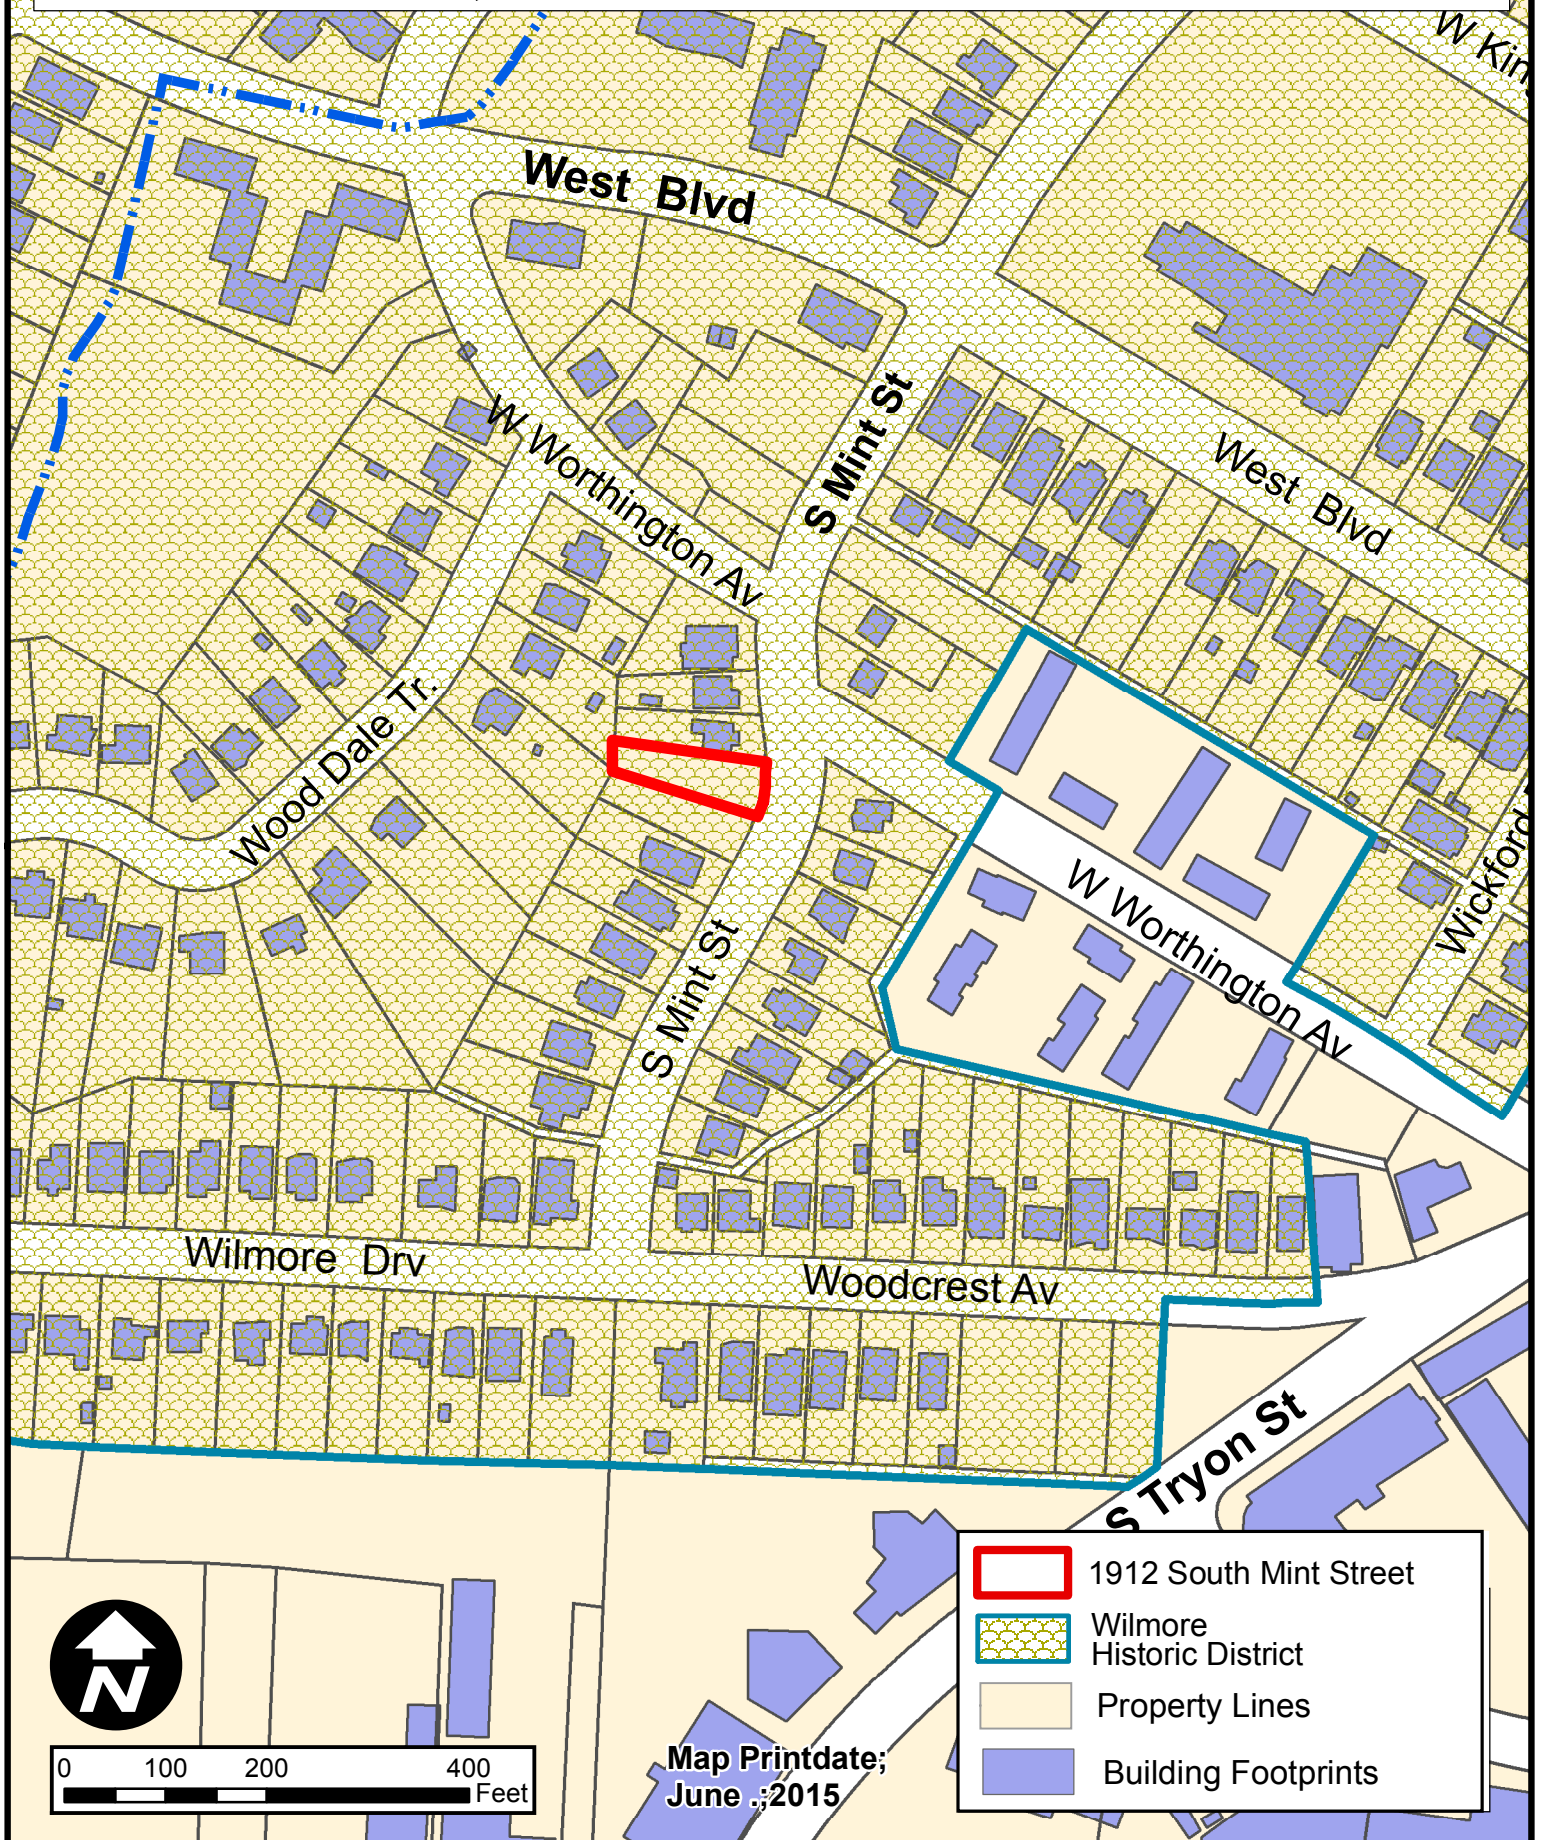 W Kin
West Blvd
S Mint St
W Worthington Av
West Blvd
Wood Dale Tr.
Wickford
W Worthington Av
S Mint St
Wilmore Drv
Woodcrest Av
S Tryon St
1912 South Mint Street
Wilmore
Historic District
Property Lines
Building Footprints
N
0 100 200 400
Feet
Map Printdate;
June .;2015